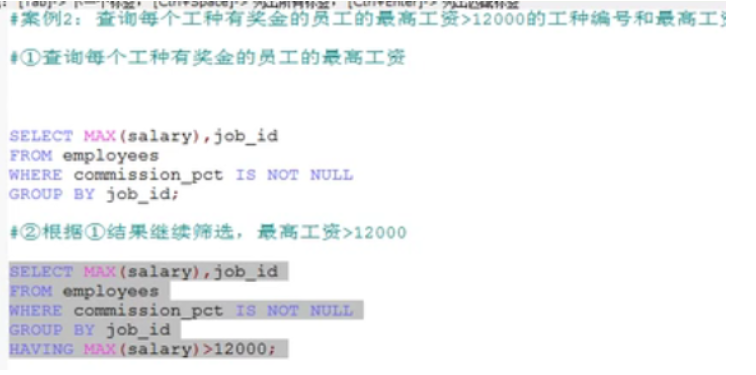 #案例2：查询每个工种有奖金的员工的最高工资>12000的工种编号和最高工
#①查询每个工种有奖金的员工的最高工资
SELECT MAX(salary),job_id
FROM employees
WHERE commission_pct IS NOT NULL
GROUP BY job_id;
#②根据①结果继续筛选，最高工资>12000
SELECT MAX(salary),job_id
FROM employees
WHERE commission_pct IS NOT NULL
GROUP BY job_id
HAVING MAX(salary)>12000;